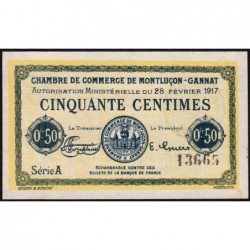 CHAMBRE DE COMMERCE DE MONTLUÇON-GANNAT
AUTORISATION MINISTÉRIELLE DU 28 FÉVRIER 1917
CINQUANTE CENTIMES
0f50 0f50
Le Trésorier Le Président
Série A 13665
ÉCHANGEABLE CONTRE DES
BILLETS DE LA BANQUE DE FRANCE